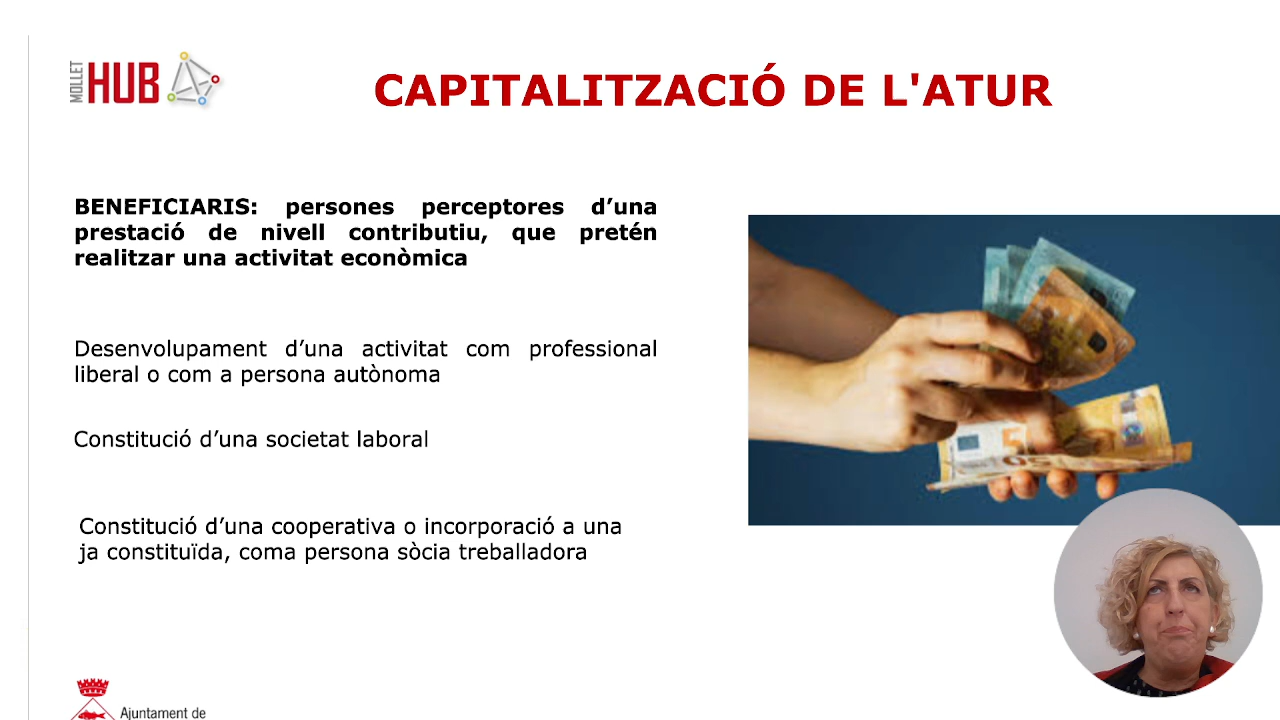 MOLLET
HUB
CAPITALITZACIÓ DE L'ATUR
BENEFICIARIS: persones perceptores d’una
prestació de nivell contributiu, que pretén
realitzar una activitat econòmica
Desenvolupament d’una activitat com professional
liberal o com a persona autònoma
Constitució d’una societat laboral
Constitució d’una cooperativa o incorporació a una
ja constituïda, coma persona sòcia treballadora
Ajuntament de